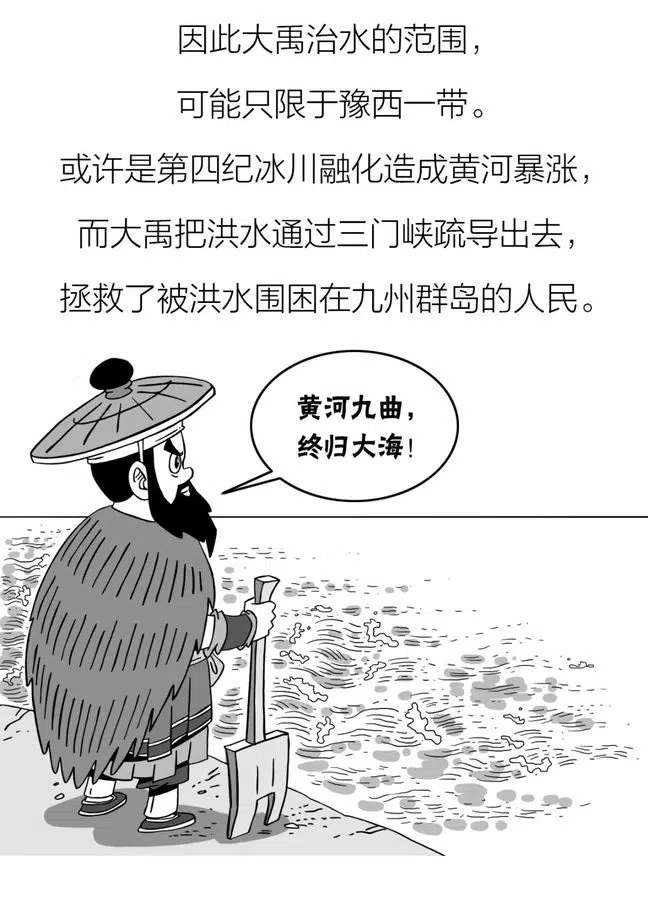 因此大禹治水的范围，
可能只限于豫西一带。
或许是第四纪冰川融化造成黄河暴涨，
而大禹把洪水通过三门峡疏导出去，
拯救了被洪水围困在九州群岛的人民。
黄河九曲，
终归大海！